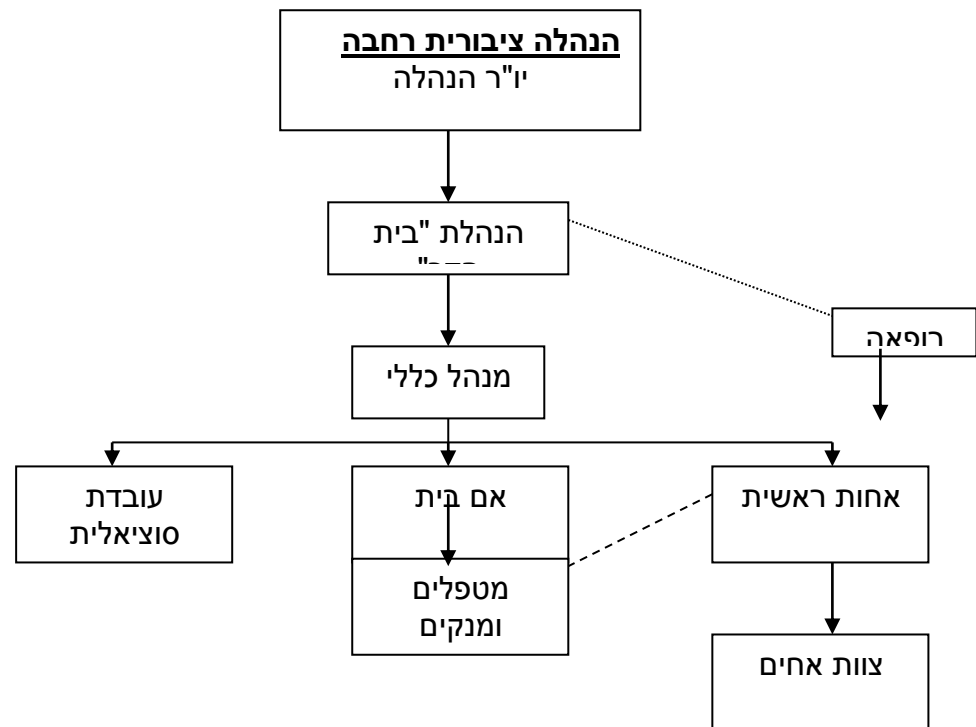 הנהלה ציבורית רחבה
יו"ר הנהלה
הנהלת "בית
רופאה
מנהל כללי
עובדת
סוציאלית
אם בית
אחות ראשית
מטפלים
ומנקים
צוות אחים